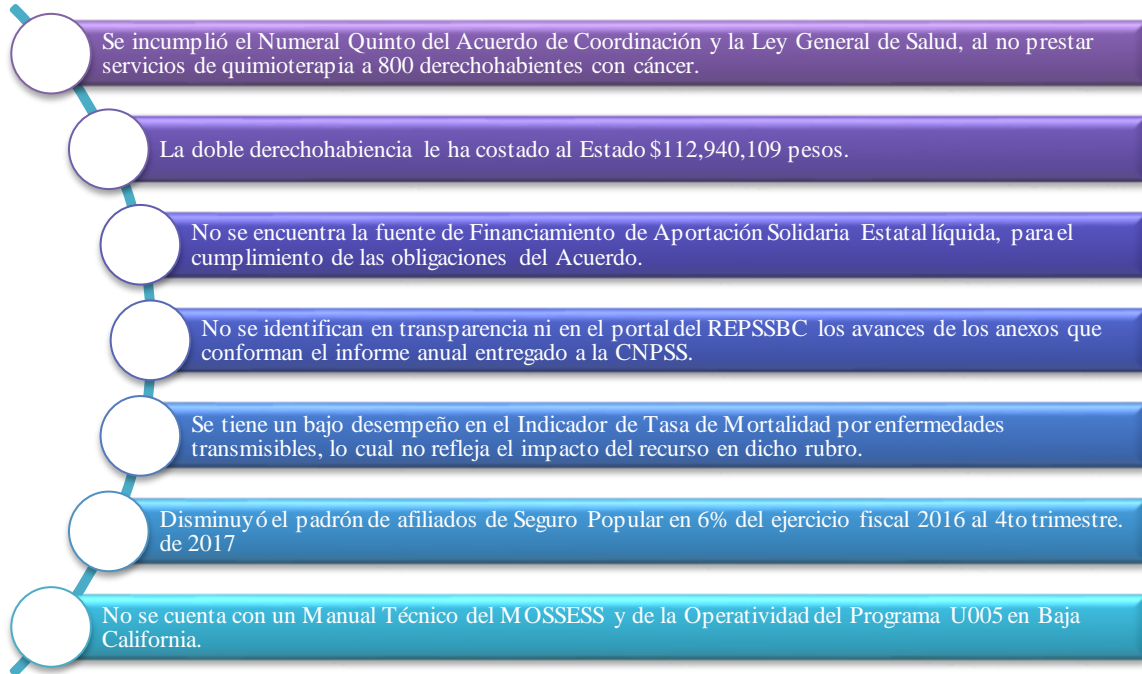 Se incumplió el Numeral Quinto del Acuerdo de Coordinación y la Ley General de Salud, al no prestar
servicios de quimioterapia a 800 derechohabientes con cáncer.
La doble derechohabiencia le ha costado al Estado $112,940,109 pesos.
No se encuentra la fuente de Financiamiento de Aportación Solidaria Estatal líquida, para el
cumplimiento de las obligaciones del Acuerdo.
No se identifican en transparencia ni en el portal del REPSSBC los avances de los anexos que
conforman el informe anual entregado a la CNPSS.
Se tiene un bajo desempeño en el Indicador de Tasa de Mortalidad por enfermedades
transmisibles, lo cual no refleja el impacto del recurso en dicho rubro.
Disminuyó el padrón de afiliados de Seguro Popular en 6% del ejercicio fiscal 2016 al 4to trimestre.
de 2017
No se cuenta con un Manual Técnico del MOSSESS y de la Operatividad del Programa U005 en Baja
California.